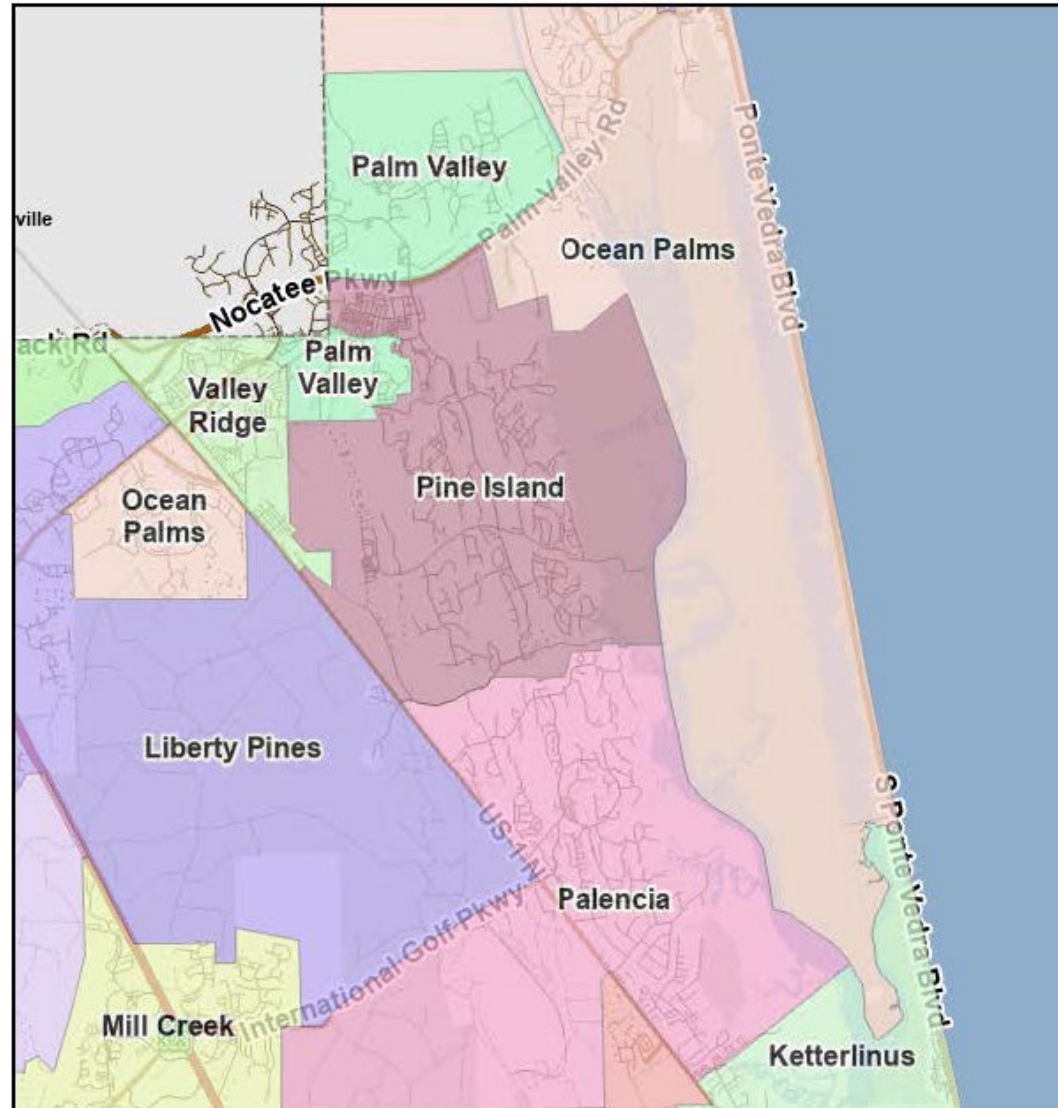 Palm Valley
Palm Valley Rd
Ponte Vedra Blvd
ville
Ocean Palms
Nocatee Pkwy
ack Rd
Palm
Valley
Valley
Ridge
Pine Island
Ocean
Palms
Liberty Pines
US 1 N
S Ponte Vedra Blvd
Palencia
International Golf Pkwy
Mill Creek
Ketterlinus